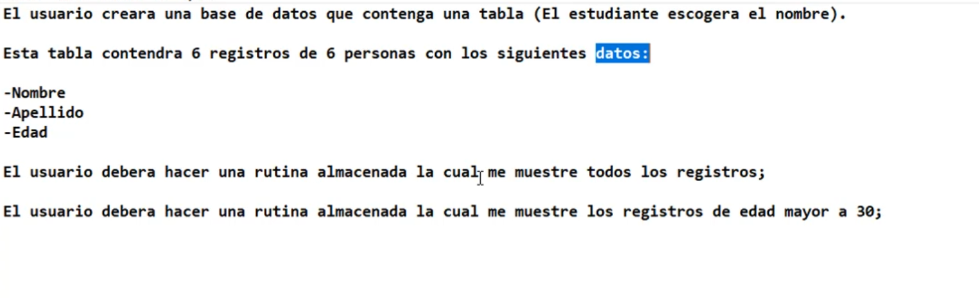 El usuario creara una base de datos que contenga una tabla (El estudiante escogera el nombre).
Esta tabla contendra 6 registros de 6 personas con los siguientes datos:
-Nombre
-Apellido
-Edad
El usuario debera hacer una rutina almacenada la cual me muestre todos los registros;
El usuario debera hacer una rutina almacenada la cual me muestre los registros de edad mayor a 30;